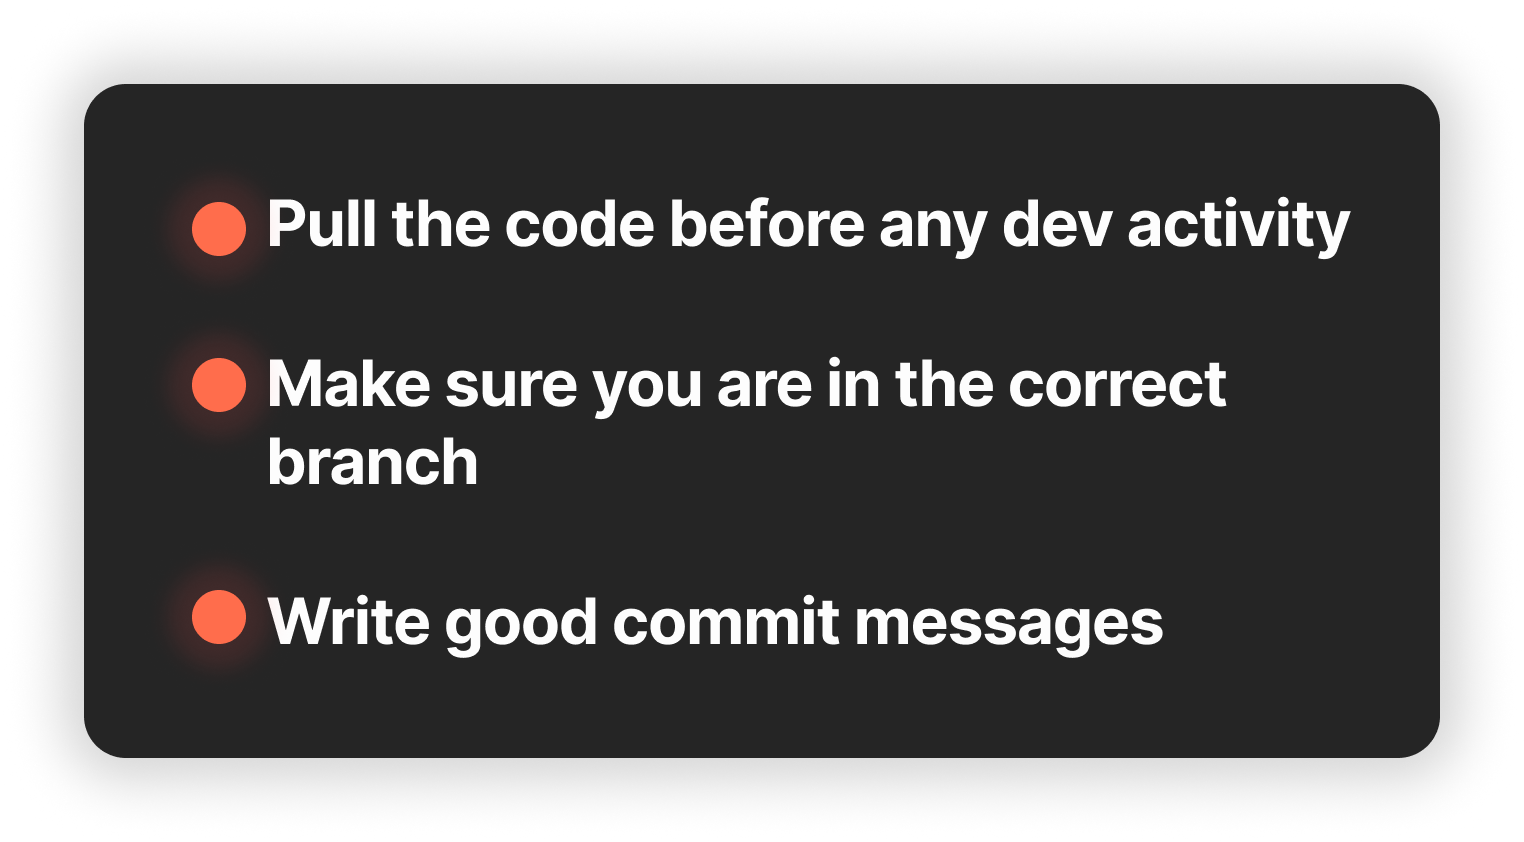 Pull the code before any dev activity
Make sure you are in the correct
branch
Write good commit messages